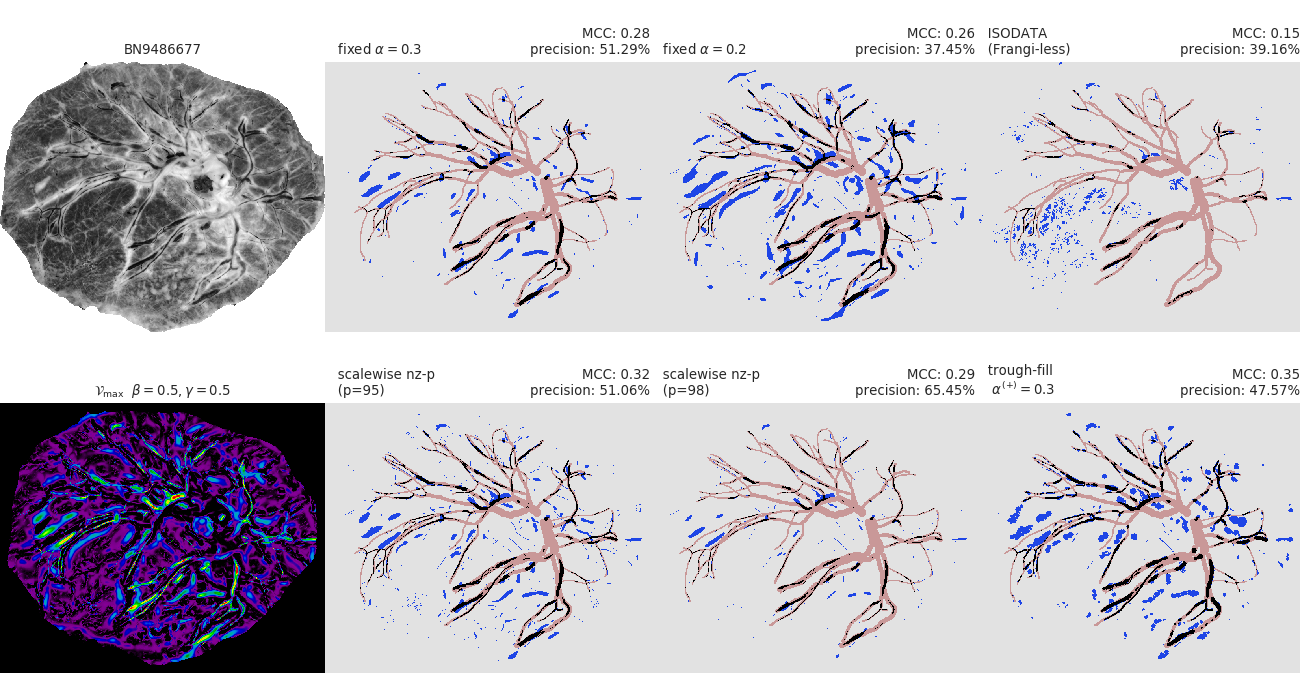 BN9486677
fixed α = 0.3
MCC: 0.28
precision: 51.29%
fixed α = 0.2
MCC: 0.26
precision: 37.45%
ISODATA
(Frangi-less)
MCC: 0.15
precision: 39.16%
𝒱max β = 0.5, γ = 0.5
scalewise nz-p
(p=95)
MCC: 0.32
precision: 51.06%
scalewise nz-p
(p=98)
MCC: 0.29
precision: 65.45%
trough-fill
α(+) = 0.3
MCC: 0.35
precision: 47.57%